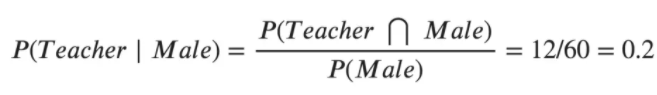 P(Teacher | Male) = P(Teacher ⋂ Male) / P(Male) = 12/60 = 0.2